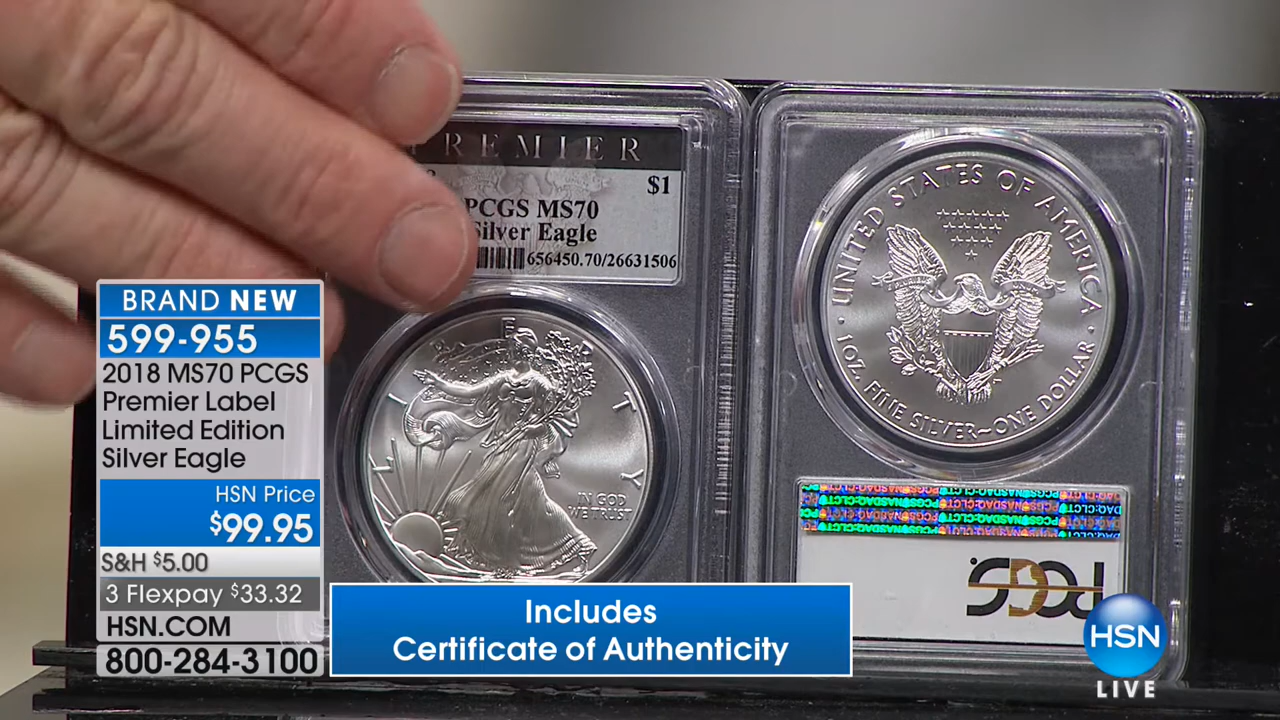 PREMIER
$1
PCGS MS70
Silver Eagle
656450.70/26631506
LIBERTY
IN GOD
WE TRUST
UNITED STATES OF AMERICA
1 OZ. FINE SILVER~ONE DOLLAR
PCGS
BRAND NEW
599-955
2018 MS70 PCGS
Premier Label
Limited Edition
Silver Eagle
HSN Price
$99.95
S&H $5.00
3 Flexpay $33.32
HSN.COM
800-284-3100
Includes
Certificate of Authenticity
HSN
LIVE